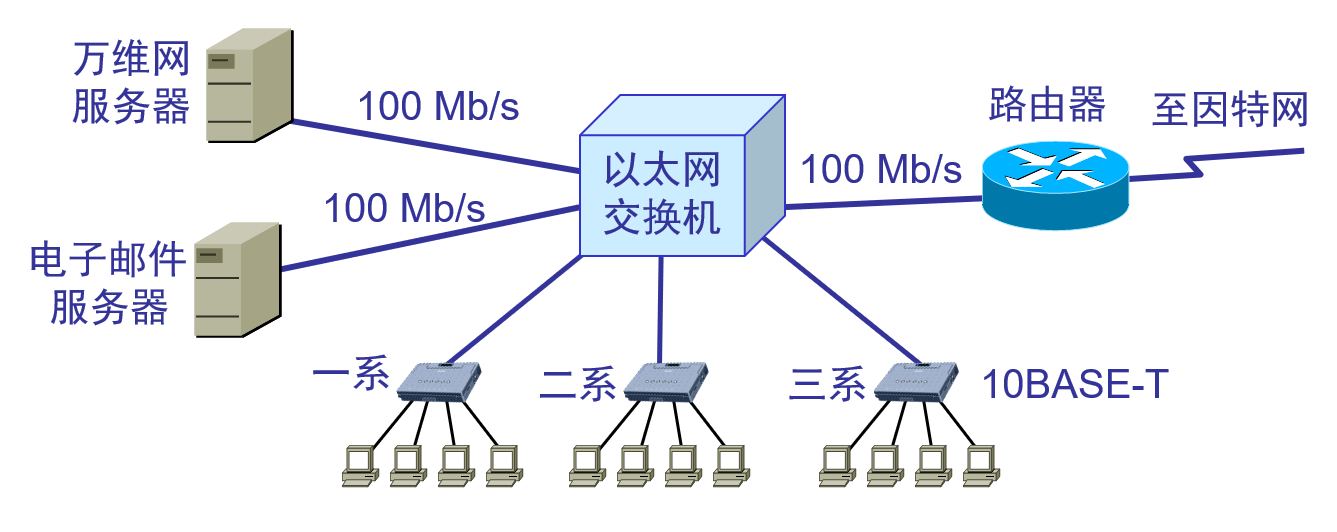 万维网
服务器
100 Mb/s
以太网
交换机
100 Mb/s
路由器
至因特网
100 Mb/s
电子邮件
服务器
一系
二系
三系
10BASE-T